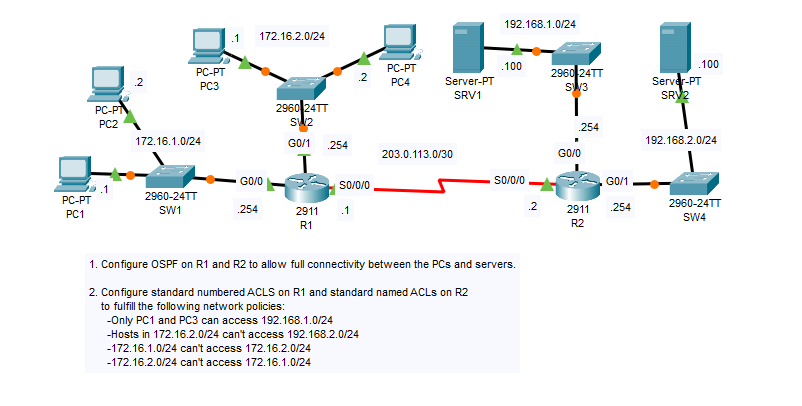 192.168.1.0/24
.1
172.16.2.0/24
PC-PT
PC3
.2
PC-PT
PC4
Server-PT
SRV1
.100
2960-24TT
SW3
Server-PT
SRV2
.100
PC-PT
PC2
.2
2960-24TT
SW2
.254
172.16.1.0/24
G0/1
.254
192.168.2.0/24
203.0.113.0/30
G0/0
PC-PT
PC1
.1
2960-24TT
SW1
G0/0
.254
2911
R1
S0/0/0
.1
S0/0/0
.2
2911
R2
G0/1
.254
2960-24TT
SW4
1. Configure OSPF on R1 and R2 to allow full connectivity between the PCs and servers.
2. Configure standard numbered ACLS on R1 and standard named ACLs on R2
to fulfill the following network policies:
-Only PC1 and PC3 can access 192.168.1.0/24
-Hosts in 172.16.2.0/24 can't access 192.168.2.0/24
-172.16.1.0/24 can't access 172.16.2.0/24
-172.16.2.0/24 can't access 172.16.1.0/24